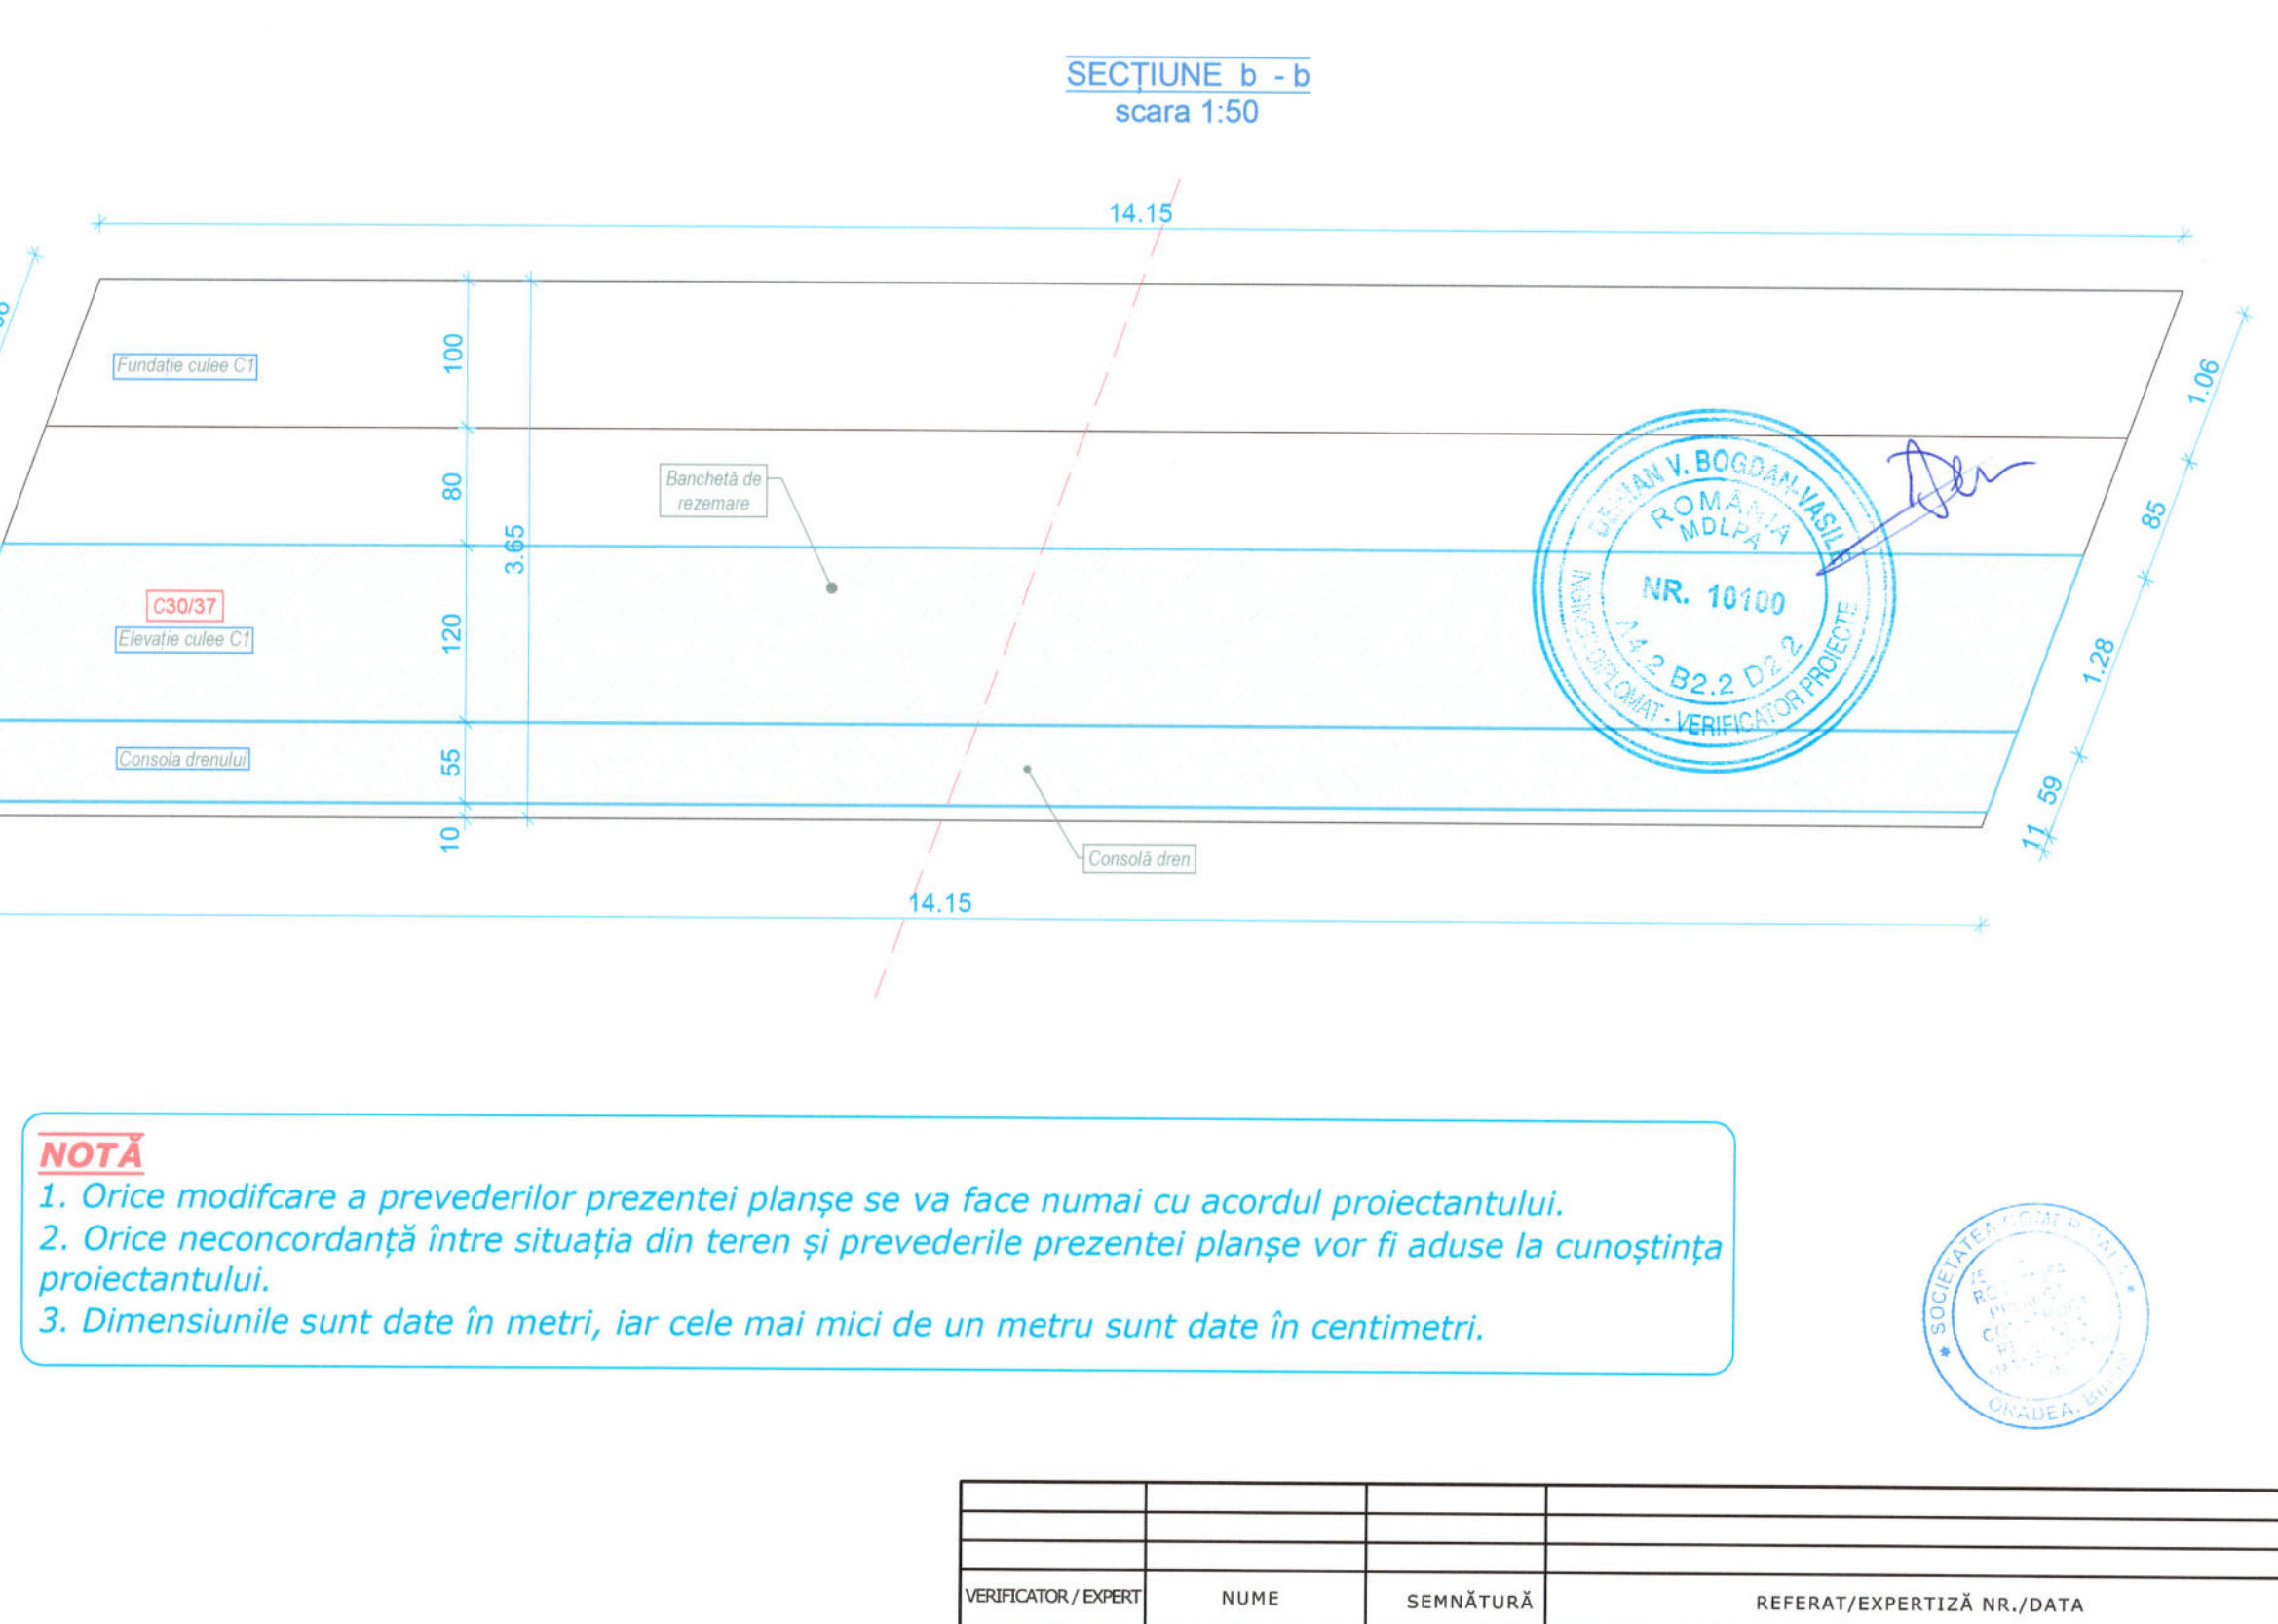 SECȚIUNE b - b
scara 1:50
14.15
Fundație culee C1
100
1.06
Banchetă de
rezemare
80
85
3.65
C30/37
Elevație culee C1
120
1.28
Consola drenului
55
59
10
11
Consolă dren
14.15
V. BOGDAN-VASILE
ROMÂNIA
MDLPA
NR. 10100
B2.2 D2.2
DIPLOMAT - VERIFICATOR PROIECTE
NOTĂ
1. Orice modifcare a prevederilor prezentei planșe se va face numai cu acordul proiectantului.
2. Orice neconcordanță între situația din teren și prevederile prezentei planșe vor fi aduse la cunoștința
proiectantului.
3. Dimensiunile sunt date în metri, iar cele mai mici de un metru sunt date în centimetri.
SOCIETATEA
ORADEA,
VERIFICATOR / EXPERT NUME SEMNĂTURĂ REFERAT/EXPERTIZĂ NR./DATA